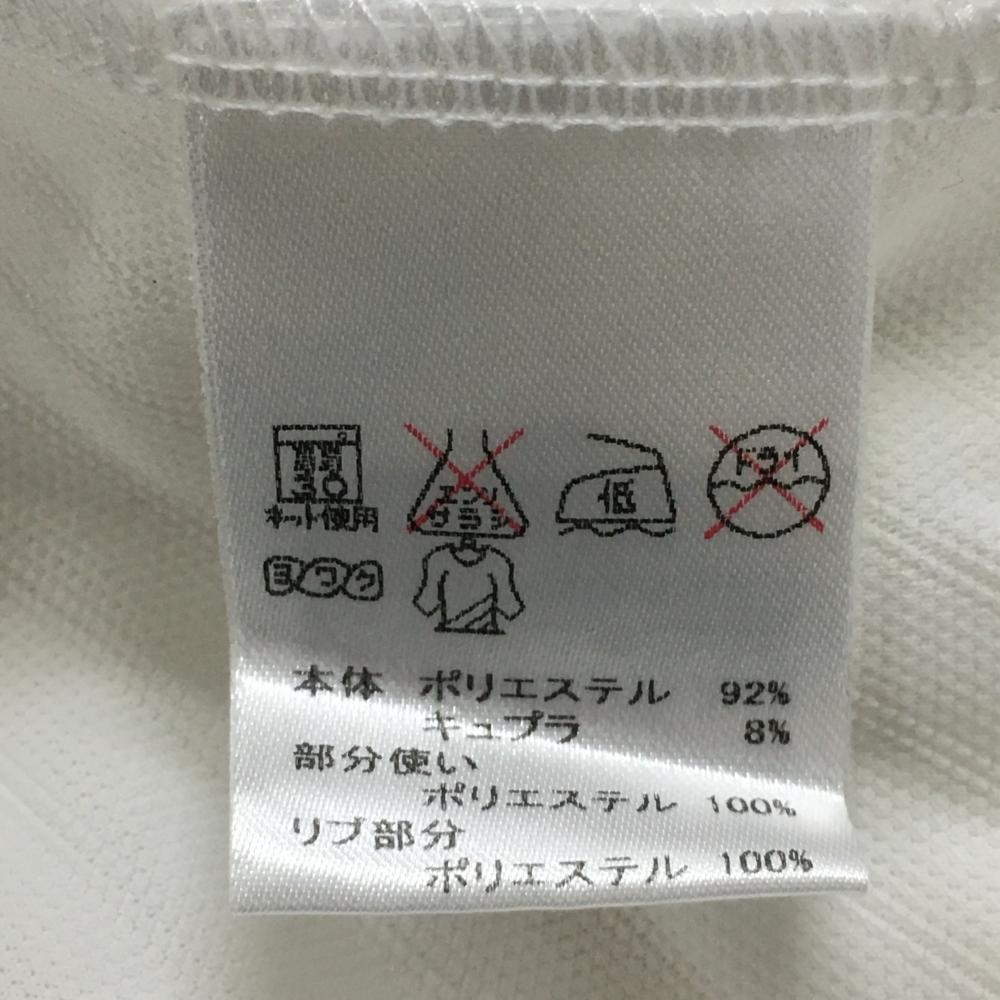 ネット使用
エンソ
サラシ
低
ドライ
ヨワク
本体 ポリエステル 92%
キュプラ 8%
部分使い
ポリエステル 100%
リブ部分
ポリエステル 100%